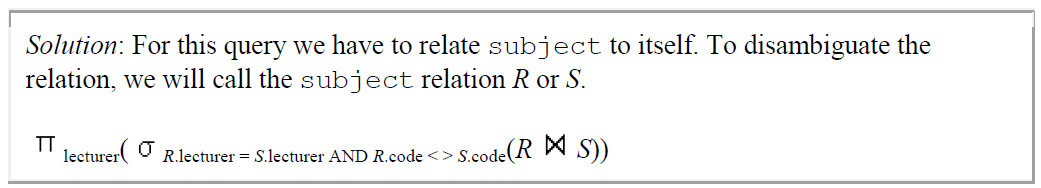 Solution: For this query we have to relate subject to itself. To disambiguate the
relation, we will call the subject relation R or S.
π lecturer( σ R.lecturer = S.lecturer AND R.code < > S.code(R ⋈ S))